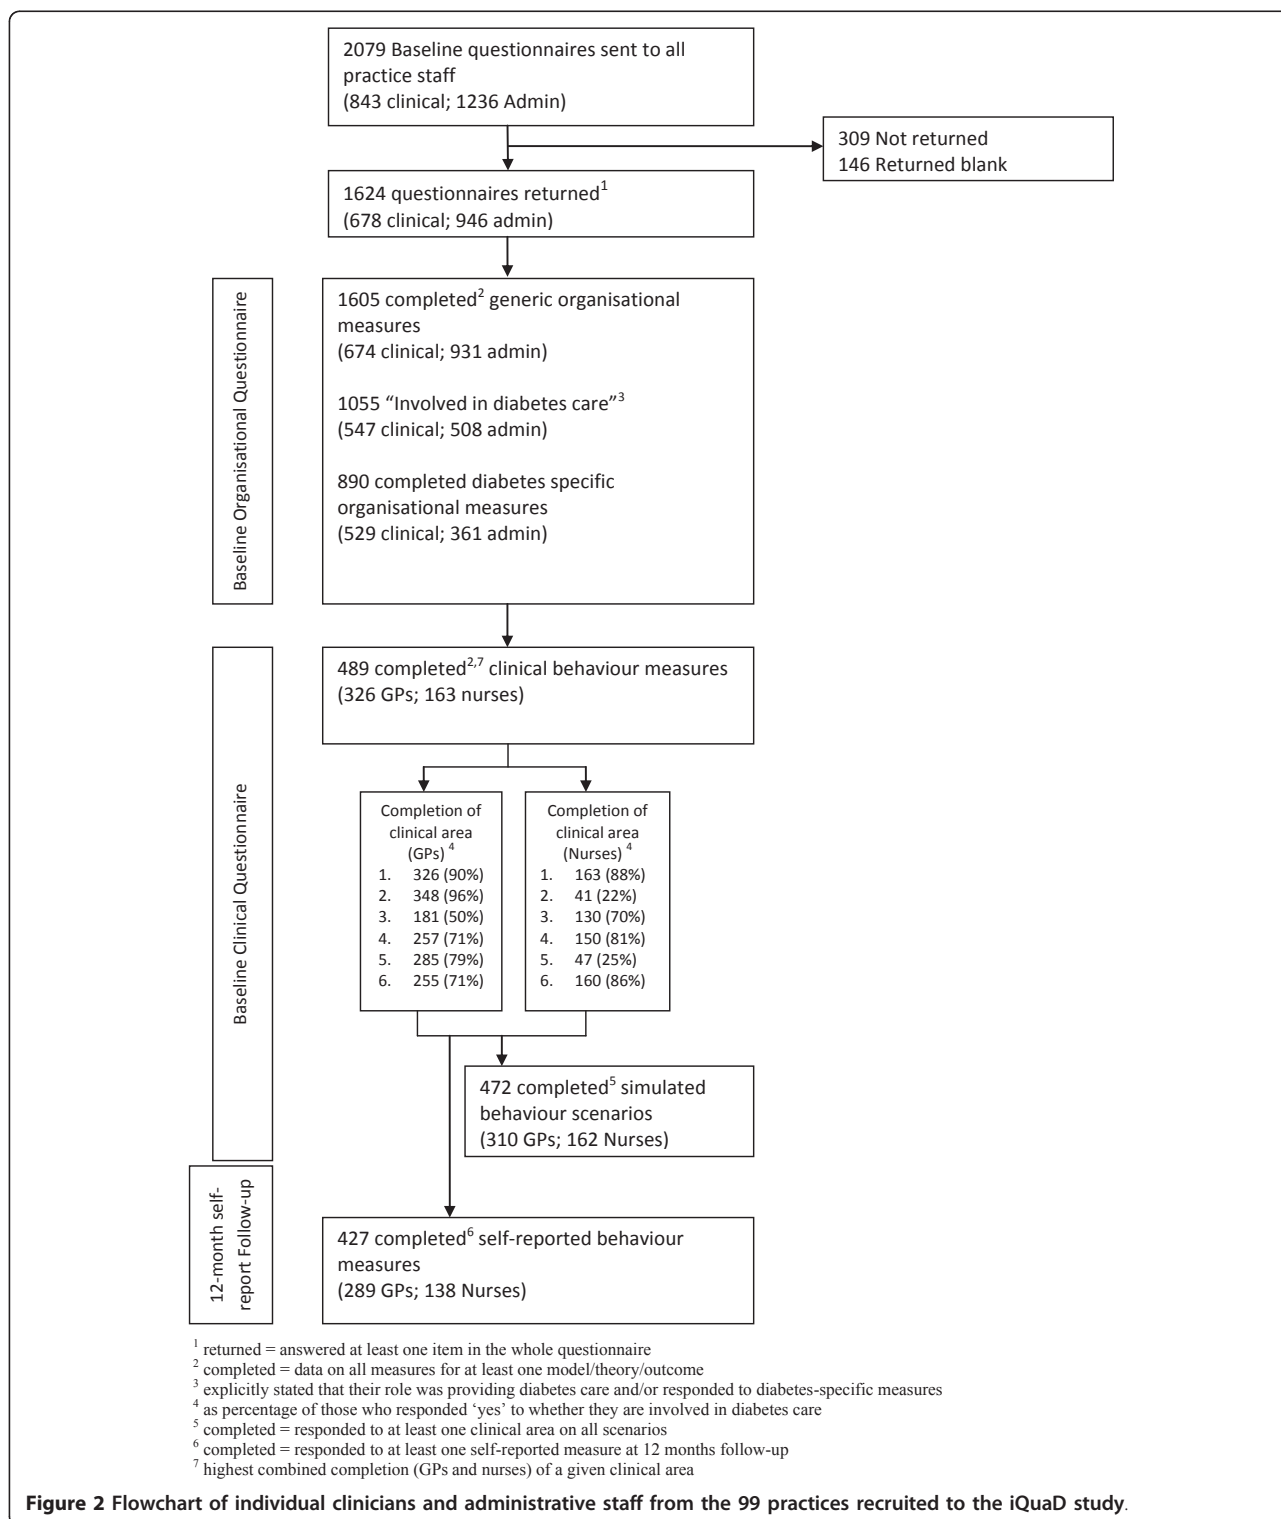 2079 Baseline questionnaires sent to all
practice staff
(843 clinical; 1236 Admin)
309 Not returned
146 Returned blank
1624 questionnaires returned1
(678 clinical; 946 admin)
Baseline Organisational Questionnaire
1605 completed2 generic organisational
measures
(674 clinical; 931 admin)
1055 “Involved in diabetes care”3
(547 clinical; 508 admin)
890 completed diabetes specific
organisational measures
(529 clinical; 361 admin)
Baseline Clinical Questionnaire
489 completed2,7 clinical behaviour measures
(326 GPs; 163 nurses)
Completion of
clinical area
(GPs) 4
1. 326 (90%)
2. 348 (96%)
3. 181 (50%)
4. 257 (71%)
5. 285 (79%)
6. 255 (71%)
Completion of
clinical area
(Nurses) 4
1. 163 (88%)
2. 41 (22%)
3. 130 (70%)
4. 150 (81%)
5. 47 (25%)
6. 160 (86%)
472 completed5 simulated
behaviour scenarios
(310 GPs; 162 Nurses)
12-month self-
report Follow-up
427 completed6 self-reported behaviour
measures
(289 GPs; 138 Nurses)
1 returned = answered at least one item in the whole questionnaire
2 completed = data on all measures for at least one model/theory/outcome
3 explicitly stated that their role was providing diabetes care and/or responded to diabetes-specific measures
4 as percentage of those who responded ‘yes’ to whether they are involved in diabetes care
5 completed = responded to at least one clinical area on all scenarios
6 completed = responded to at least one self-reported measure at 12 months follow-up
7 highest combined completion (GPs and nurses) of a given clinical area
Figure 2 Flowchart of individual clinicians and administrative staff from the 99 practices recruited to the iQuaD study.